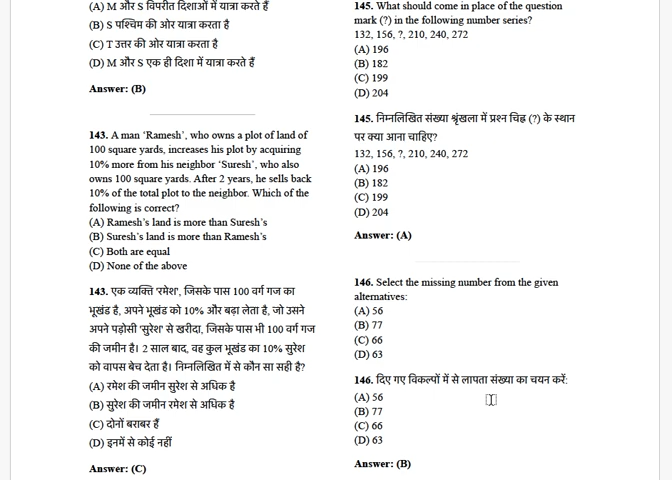 (A) M और S विपरीत दिशाओं में यात्रा करते हैं
(B) S पश्चिम की ओर यात्रा करता है
(C) T उत्तर की ओर यात्रा करता है
(D) M और S एक ही दिशा में यात्रा करते हैं
Answer: (B)
143. A man ‘Ramesh’, who owns a plot of land of
100 square yards, increases his plot by acquiring
10% more from his neighbor ‘Suresh’, who also
owns 100 square yards. After 2 years, he sells back
10% of the total plot to the neighbor. Which of the
following is correct?
(A) Ramesh’s land is more than Suresh’s
(B) Suresh’s land is more than Ramesh’s
(C) Both are equal
(D) None of the above
143. एक व्यक्ति 'रमेश', जिसके पास 100 वर्ग गज का
भूखंड है, अपने भूखंड को 10% और बढ़ा लेता है, जो उसने
अपने पड़ोसी 'सुरेश' से खरीदा, जिसके पास भी 100 वर्ग गज
की जमीन है। 2 साल बाद, वह कुल भूखंड का 10% सुरेश
को वापस बेच देता है। निम्नलिखित में से कौन सा सही है?
(A) रमेश की जमीन सुरेश से अधिक है
(B) सुरेश की जमीन रमेश से अधिक है
(C) दोनों बराबर हैं
(D) इनमें से कोई नहीं
Answer: (C)
145. What should come in place of the question
mark (?) in the following number series?
132, 156, ?, 210, 240, 272
(A) 196
(B) 182
(C) 199
(D) 204
145. निम्नलिखित संख्या श्रृंखला में प्रश्न चिह्न (?) के स्थान
पर क्या आना चाहिए?
132, 156, ?, 210, 240, 272
(A) 196
(B) 182
(C) 199
(D) 204
Answer: (A)
146. Select the missing number from the given
alternatives:
(A) 56
(B) 77
(C) 66
(D) 63
146. दिए गए विकल्पों में से लापता संख्या का चयन करें:
(A) 56
(B) 77
(C) 66
(D) 63
Answer: (B)